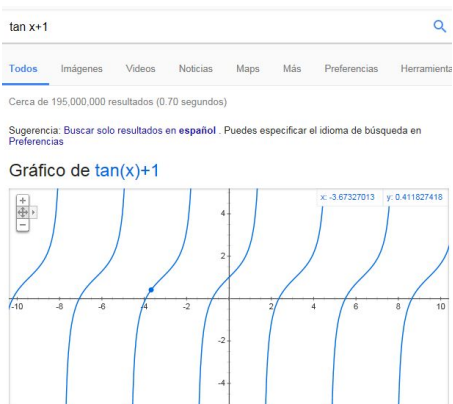 tan x+1
Todos Imágenes Videos Noticias Maps Más Preferencias Herramienta
Cerca de 195,000,000 resultados (0.70 segundos)
Sugerencia: Buscar solo resultados en español . Puedes especificar el idioma de búsqueda en
Preferencias
Gráfico de tan(x)+1
x: -3.67327013 y: 0.411827418
4
2
-10 -8 -6 -4 -2 2 4 6 8 10
-2
-4